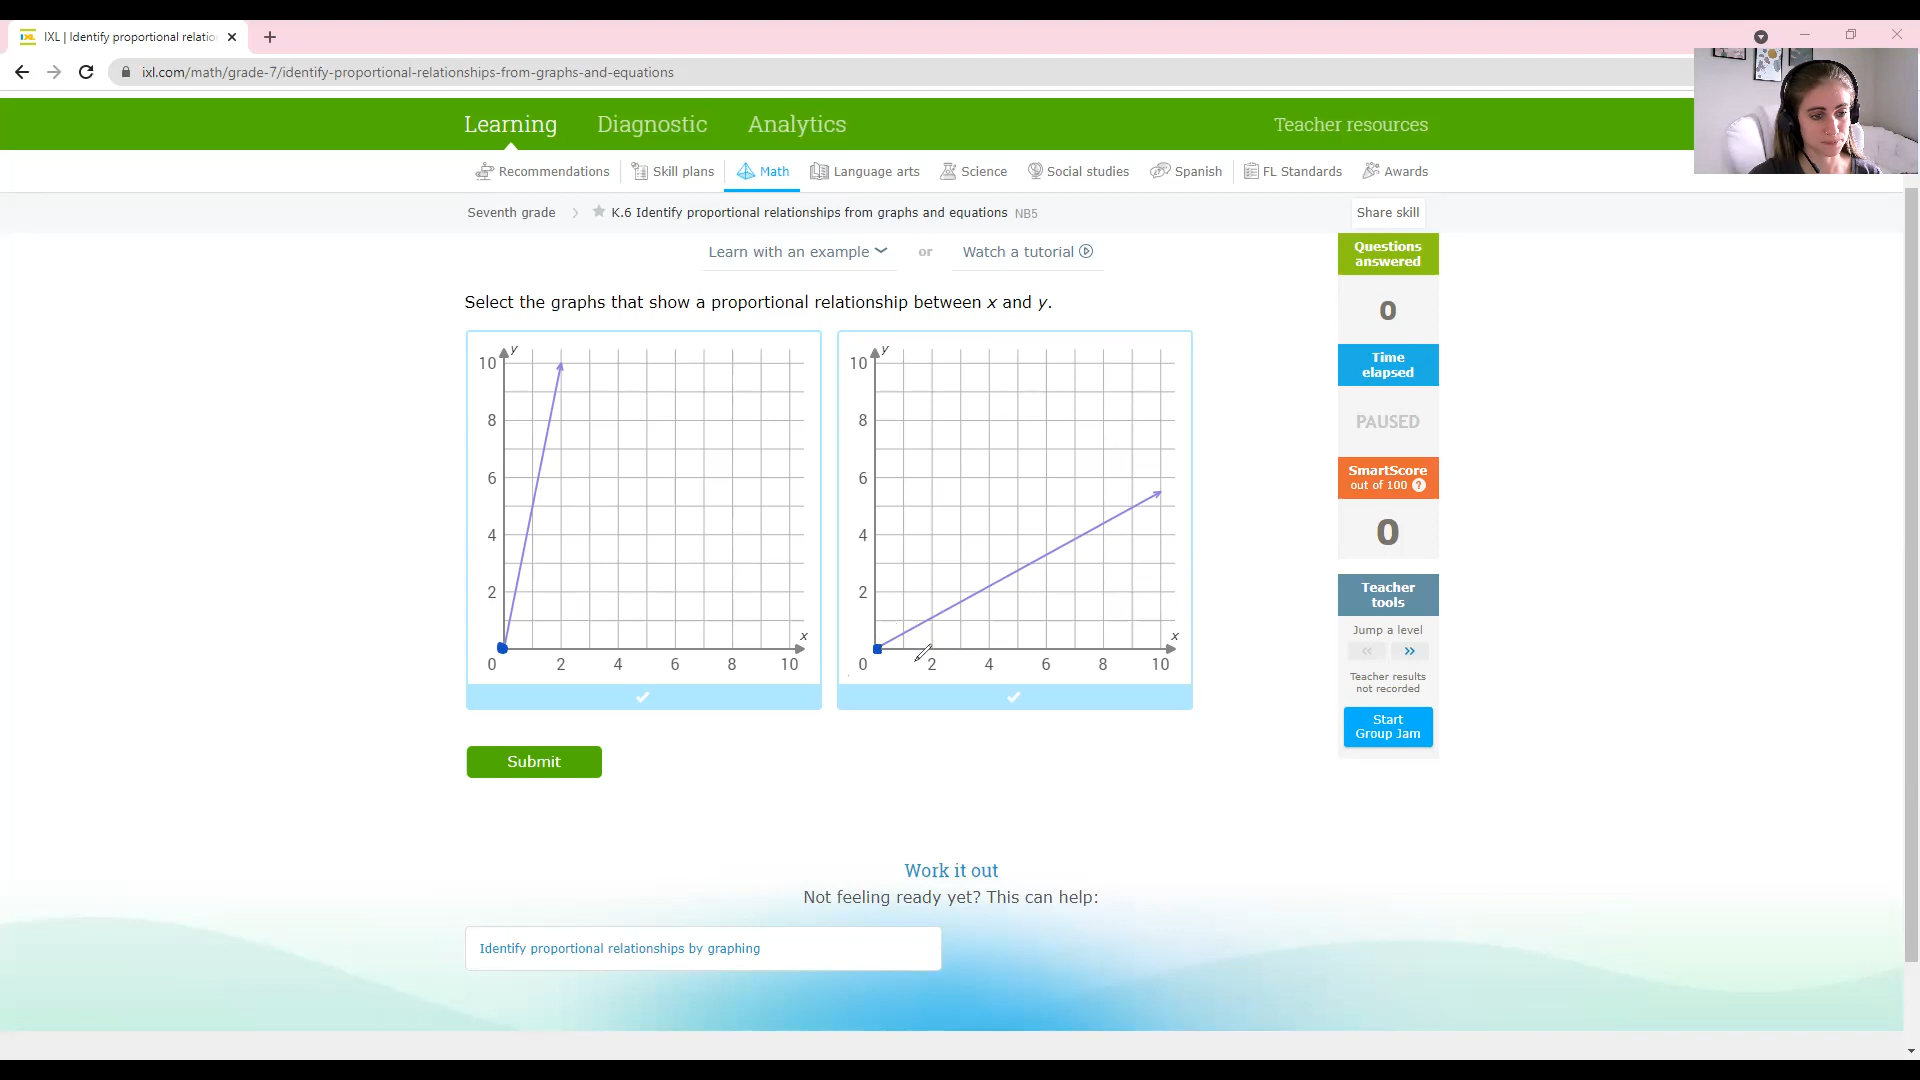 IXL | Identify proportional relatio
ixl.com/math/grade-7/identify-proportional-relationships-from-graphs-and-equations
Learning Diagnostic Analytics Teacher resources
Recommendations Skill plans Math Language arts Science Social studies Spanish FL Standards Awards
Seventh grade K.6 Identify proportional relationships from graphs and equations NB5
Share skill
Learn with an example or Watch a tutorial
Select the graphs that show a proportional relationship between x and y.
y
10
8
6
4
2
x
0 2 4 6 8 10
y
10
8
6
4
2
x
0 2 4 6 8 10
Submit
Questions
answered
0
Time
elapsed
PAUSED
SmartScore
out of 100 ?
0
Teacher
tools
Jump a level
Teacher results
not recorded
Start
Group Jam
Work it out
Not feeling ready yet? This can help:
Identify proportional relationships by graphing